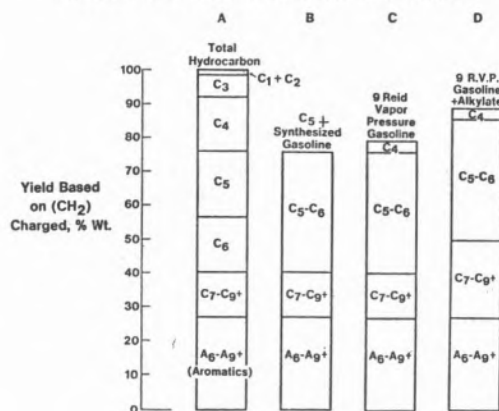 A B C D
Total
Hydrocarbon
C1 + C2
C3
C4
C5
C6
C7-C9+
A6-A9+
(Aromatics)
C5 +
Synthesized
Gasoline
C5-C6
C7-C9+
A6-A9+
9 Reid
Vapor
Pressure
Gasoline
C4
C5-C6
C7-C9+
A6-A9+
9 R.V.P.
Gasoline
+Alkylate
C4
C5-C6
C7-C9+
A6-A9+
Yield Based
on (CH2)
Charged, % Wt.
100
90
80
70
60
50
40
30
20
10
0